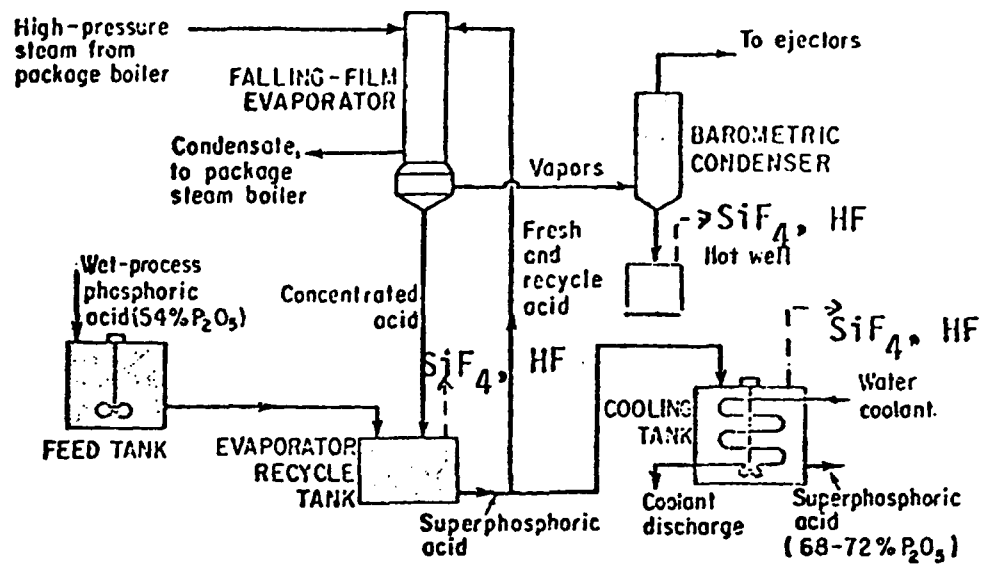 High-pressure
steam from
package boiler
To ejectors
FALLING-FILM
EVAPORATOR
BAROMETRIC
CONDENSER
Condensate,
to package
steam boiler
Vapors
SiF4, HF
Hot well
Fresh
and
recycle
acid
Wet-process
phosphoric
acid(54%P2O5)
Concentrated
acid
SiF4, HF
SiF4, HF
Water
coolant.
COOLING
TANK
FEED TANK
EVAPORATOR
RECYCLE
TANK
Superphosphoric
acid
Coolant
discharge
Superphosphoric
acid
(68-72%P2O5)